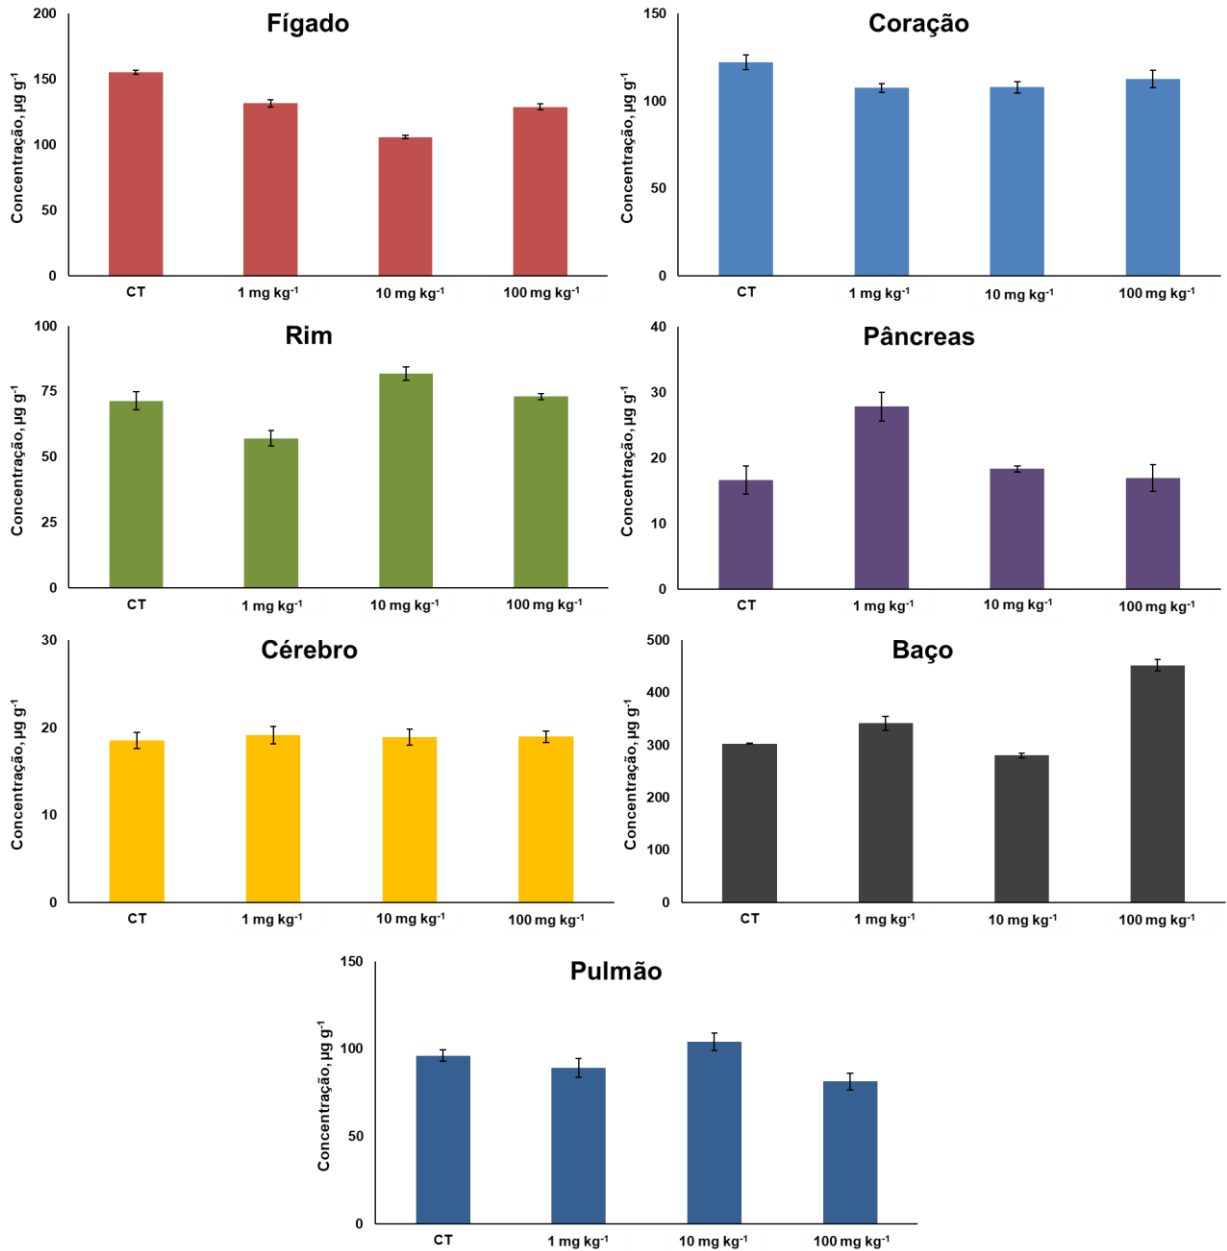 Fígado
Concentração, µg g-1
200
150
100
50
0
CT
1 mg kg-1
10 mg kg-1
100 mg kg-1
Coração
Concentração, µg g-1
150
100
50
0
CT
1 mg kg-1
10 mg kg-1
100 mg kg-1
Rim
Concentração, µg g-1
100
75
50
25
0
CT
1 mg kg-1
10 mg kg-1
100 mg kg-1
Pâncreas
Concentração, µg g-1
40
30
20
10
0
CT
1 mg kg-1
10 mg kg-1
100 mg kg-1
Cérebro
Concentração, µg g-1
30
20
10
0
CT
1 mg kg-1
10 mg kg-1
100 mg kg-1
Baço
Concentração, µg g-1
500
400
300
200
100
0
CT
1 mg kg-1
10 mg kg-1
100 mg kg-1
Pulmão
Concentração, µg g-1
150
100
50
0
CT
1 mg kg-1
10 mg kg-1
100 mg kg-1